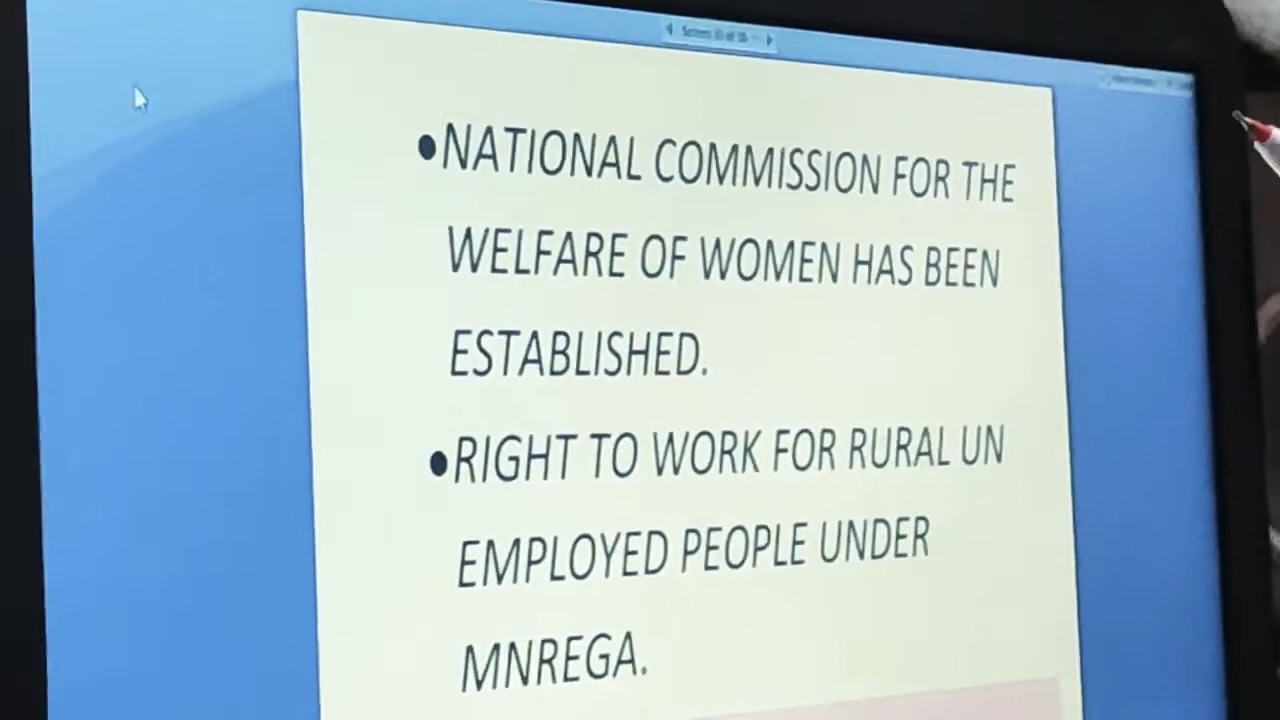 •NATIONAL COMMISSION FOR THE
WELFARE OF WOMEN HAS BEEN
ESTABLISHED.
•RIGHT TO WORK FOR RURAL UN
EMPLOYED PEOPLE UNDER
MNREGA.